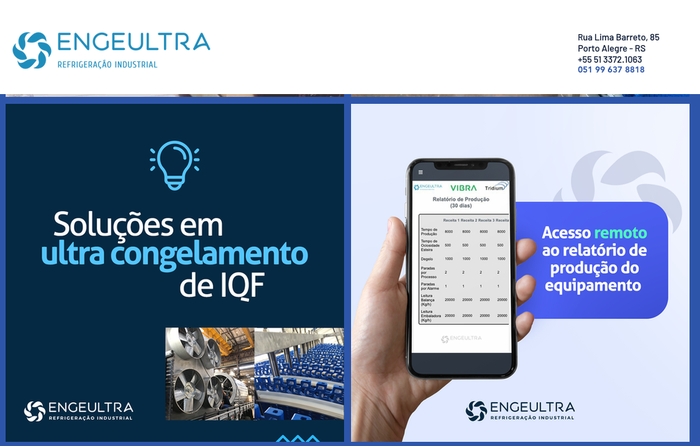 ENGEULTRA
REFRIGERAÇÃO INDUSTRIAL
Rua Lima Barreto, 85
Porto Alegre - RS
+55 51 3372.1063
051 99 637 8818
Soluções em
ultra congelamento
de IQF
ENGEULTRA
REFRIGERAÇÃO INDUSTRIAL
ENGEULTRA VIBRA Tridium
Relatório de Produção
(30 dias)
Receita 1 Receita 2 Receita 3 Receita
Tempo de
Produção 8000 8000 8000 8000
Tempo de
Ociosidade
Esteira 500 500 500 500
Degelo 1000 1000 1000 1000
Paradas
por
Processo 2 2 2 2
Paradas
por Alarme 1 1 1 1
Leitura
Balança
(Kg/h) 20000 20000 20000 20000
Leitura
Embaladora
(Kg/h) 20000 20000 20000 20000
ENGEULTRA
Acesso remoto
ao relatório de
produção do
equipamento
ENGEULTRA
REFRIGERAÇÃO INDUSTRIAL